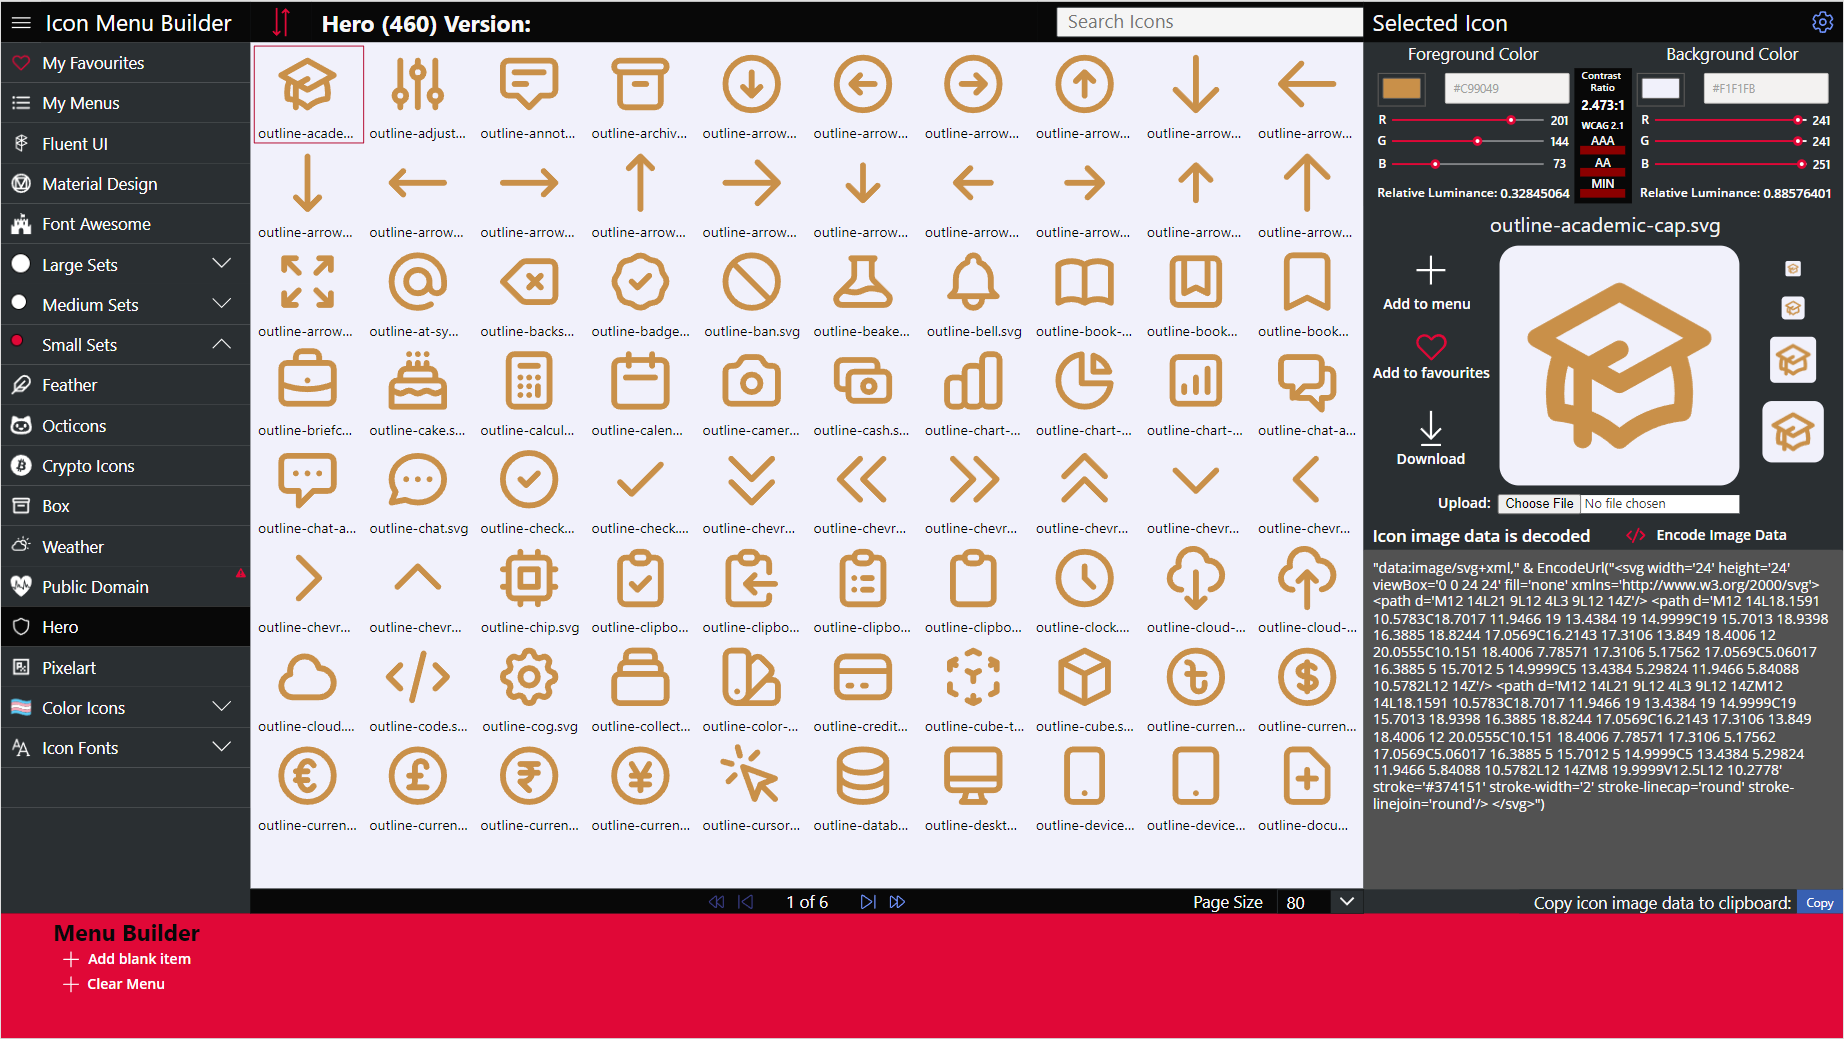 Icon Menu Builder
Hero (460) Version:
Search Icons
Selected Icon
My Favourites
My Menus
Fluent UI
Material Design
Font Awesome
Large Sets
Medium Sets
Small Sets
Feather
Octicons
Crypto Icons
Box
Weather
Public Domain
Hero
Pixelart
Color Icons
Icon Fonts
outline-acade... outline-adjust... outline-annot... outline-archiv... outline-arrow... outline-arrow... outline-arrow... outline-arrow... outline-arrow... outline-arrow...
outline-arrow... outline-arrow... outline-arrow... outline-arrow... outline-arrow... outline-arrow... outline-arrow... outline-arrow... outline-arrow... outline-arrow...
outline-arrow... outline-at-sy... outline-backs... outline-badge... outline-ban.svg outline-beake... outline-bell.svg outline-book-... outline-book... outline-book...
outline-briefc... outline-cake.s... outline-calcul... outline-calen... outline-camer... outline-cash.s... outline-chart-... outline-chart-... outline-chart-... outline-chat-a...
outline-chat-a... outline-chat.svg outline-check... outline-check.... outline-chevr... outline-chevr... outline-chevr... outline-chevr... outline-chevr... outline-chevr...
outline-chevr... outline-chevr... outline-chip.svg outline-clipbo... outline-clipbo... outline-clipbo... outline-clipbo... outline-clock.... outline-cloud-... outline-cloud-...
outline-cloud.... outline-code.s... outline-cog.svg outline-collect... outline-color-... outline-credit... outline-cube-t... outline-cube.s... outline-curren... outline-curren...
outline-curren... outline-curren... outline-curren... outline-curren... outline-cursor... outline-datab... outline-deskt... outline-device... outline-device... outline-docu...
1 of 6
Page Size 80
Foreground Color
Background Color
#C99049
Contrast
Ratio
2.473:1
WCAG 2.1
AAA
AA
MIN
#F1F1FB
R 201
G 144
B 73
R 241
G 241
B 251
Relative Luminance: 0.32845064
Relative Luminance: 0.88576401
outline-academic-cap.svg
Add to menu
Add to favourites
Download
Upload: Choose File No file chosen
Icon image data is decoded
Encode Image Data
"data:image/svg+xml," & EncodeUrl("<svg width='24' height='24'
viewBox='0 0 24 24' fill='none' xmlns='http://www.w3.org/2000/svg'>
<path d='M12 14L21 9L12 4L3 9L12 14Z'/> <path d='M12 14L18.1591
10.5783C18.7017 11.9466 19 13.4384 19 14.9999C19 15.7013 18.9398
16.3885 18.8244 17.0569C16.2143 17.3106 13.849 18.4006 12
20.0555C10.151 18.4006 7.78571 17.3106 5.17562 17.0569C5.06017
16.3885 5 15.7012 5 14.9999C5 13.4384 5.29824 11.9466 5.84088
10.5782L12 14Z'/> <path d='M12 14L21 9L12 4L3 9L12 14ZM12
14L18.1591 10.5783C18.7017 11.9466 19 13.4384 19 14.9999C19
15.7013 18.9398 16.3885 18.8244 17.0569C16.2143 17.3106 13.849
18.4006 12 20.0555C10.151 18.4006 7.78571 17.3106 5.17562
17.0569C5.06017 16.3885 5 15.7012 5 14.9999C5 13.4384 5.29824
11.9466 5.84088 10.5782L12 14ZM8 19.9999V12.5L12 10.2778'
stroke='#374151' stroke-width='2' stroke-linecap='round' stroke-
linejoin='round'/> </svg>")
Copy icon image data to clipboard: Copy
Menu Builder
Add blank item
Clear Menu